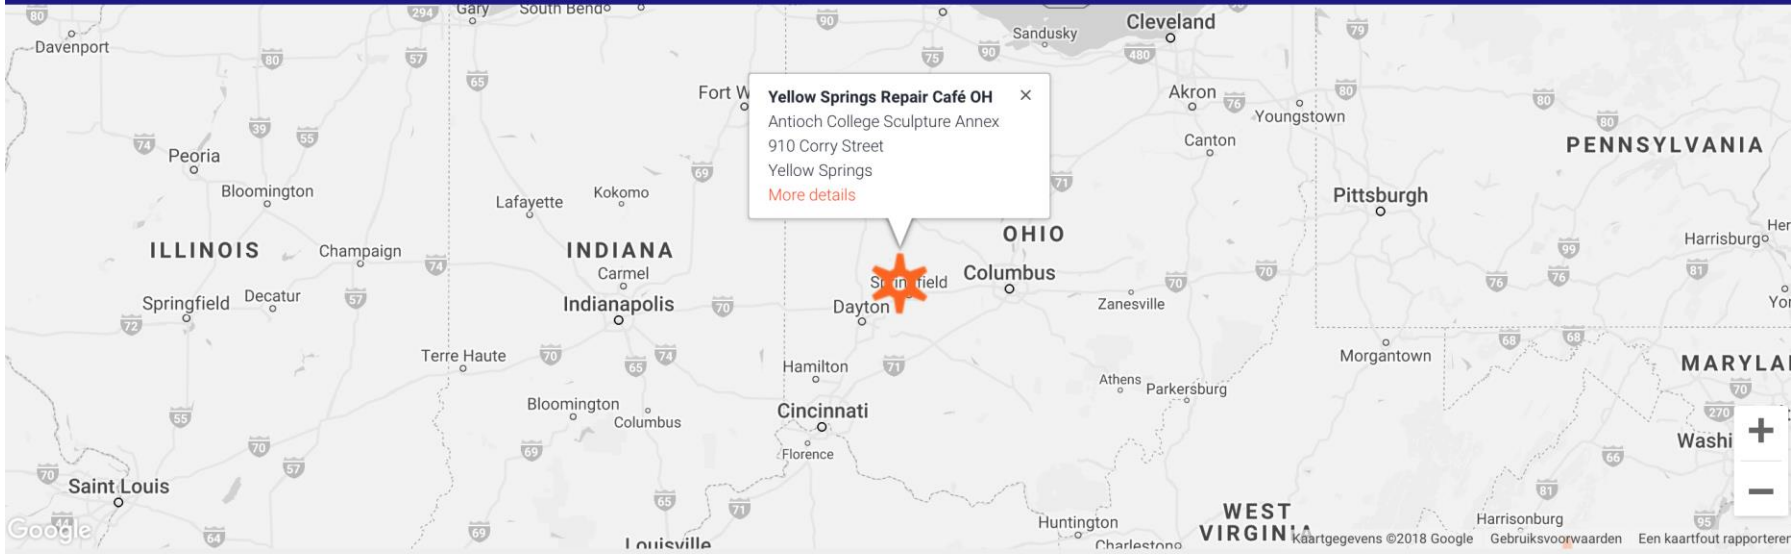 80
294
Gary
South Bend
90
Cleveland
79
Davenport
Sandusky
80
57
75
90
480
65
Fort W
Yellow Springs Repair Café OH ×
Antioch College Sculpture Annex
910 Corry Street
Yellow Springs
More details
Akron
76
80
80
Youngstown
80
39
55
74
Canton
PENNSYLVANIA
Peoria
69
71
Bloomington
Lafayette
Kokomo
Pittsburgh
ILLINOIS
Champaign
74
INDIANA
OHIO
99
Harrisburg
Her
Carmel
Springfield
Columbus
70
70
76
76
81
Springfield
Decatur
57
Indianapolis
70
Dayton
Zanesville
Yor
72
Terre Haute
70
65
74
Hamilton
71
Morgantown
68
68
MARYLA
Athens
Parkersburg
70
55
Bloomington
Columbus
Cincinnati
270
+
70
69
Florence
Washi
66
70
57
Saint Louis
65
71
81
−
44
64
69
Louisville
Huntington
Charleston
WEST
VIRGINIA
Harrisonburg
95
Google
Kaartgegevens ©2018 Google
Gebruiksvoorwaarden
Een kaartfout rapporteren